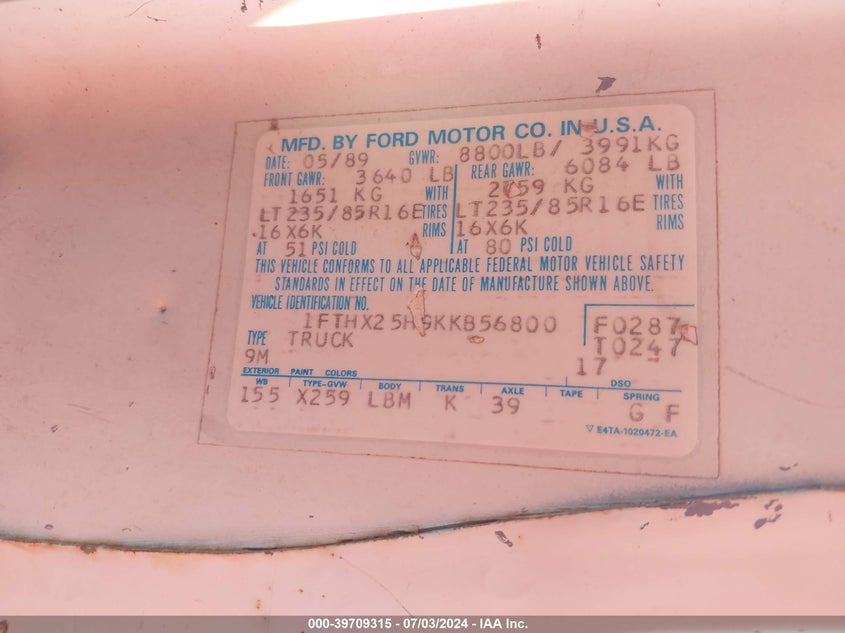 MFD. BY FORD MOTOR CO. IN U.S.A.
DATE: 05/89 GVWR: 8800LB/ 3991KG
FRONT GAWR: 3640 LB REAR GAWR: 6084 LB
1651 KG WITH 2759 KG WITH
LT235/85R16E TIRES LT235/85R16E TIRES
16X6K RIMS 16X6K RIMS
AT 51 PSI COLD AT 80 PSI COLD
THIS VEHICLE CONFORMS TO ALL APPLICABLE FEDERAL MOTOR VEHICLE SAFETY
STANDARDS IN EFFECT ON THE DATE OF MANUFACTURE SHOWN ABOVE.
VEHICLE IDENTIFICATION NO.
1FTHX25H9KKB56800 F0287
TYPE TRUCK T0247
9M 17
EXTERIOR PAINT COLORS DSO
WB TYPE-GVW BODY TRANS AXLE TAPE SPRING
155 X259 LBM K 39 G F
▽ E4TA-1020472-EA
000-39709315 - 07/03/2024 - IAA Inc.